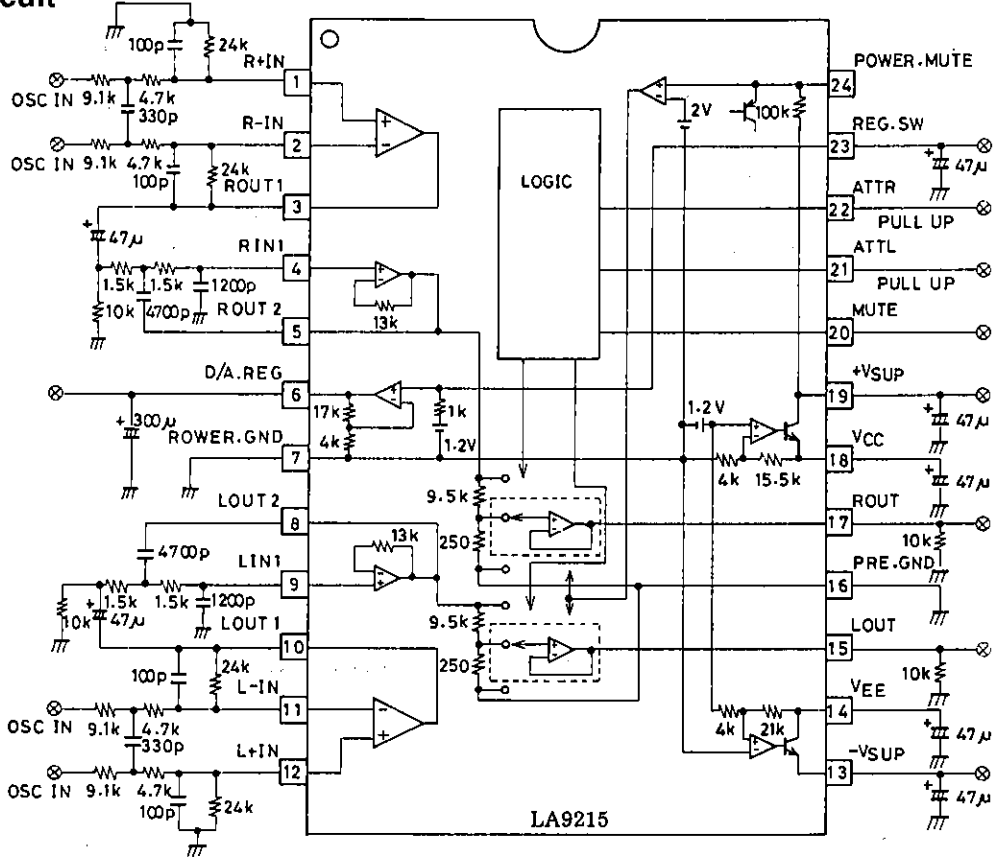 cuit
100p
24k
R+IN
OSC IN
9.1k
4.7k
330p
R-IN
OSC IN
9.1k
4.7k
100p
24k
ROUT1
47μ
RIN1
1.5k
1.5k
1200p
10k
4700p
ROUT2
D/A.REG
300μ
ROWER.GND
LOUT2
4700p
LIN1
1.5k
1.5k
1200p
10k
47μ
LOUT1
100p
24k
L-IN
OSC IN
9.1k
4.7k
330p
L+IN
OSC IN
9.1k
4.7k
100p
24k
1
2
3
4
5
6
7
8
9
10
11
12
+
-
LOGIC
13k
17k
4k
1k
1.2V
9.5k
250
13k
9.5k
250
2V
100k
1.2V
4k
15.5k
4k
21k
LA9215
24
23
22
21
20
19
18
17
16
15
14
13
POWER.MUTE
REG.SW
47μ
ATTR
PULL UP
ATTL
PULL UP
MUTE
+VSUP
47μ
VCC
47μ
ROUT
10k
PRE.GND
LOUT
10k
VEE
47μ
-VSUP
47μ